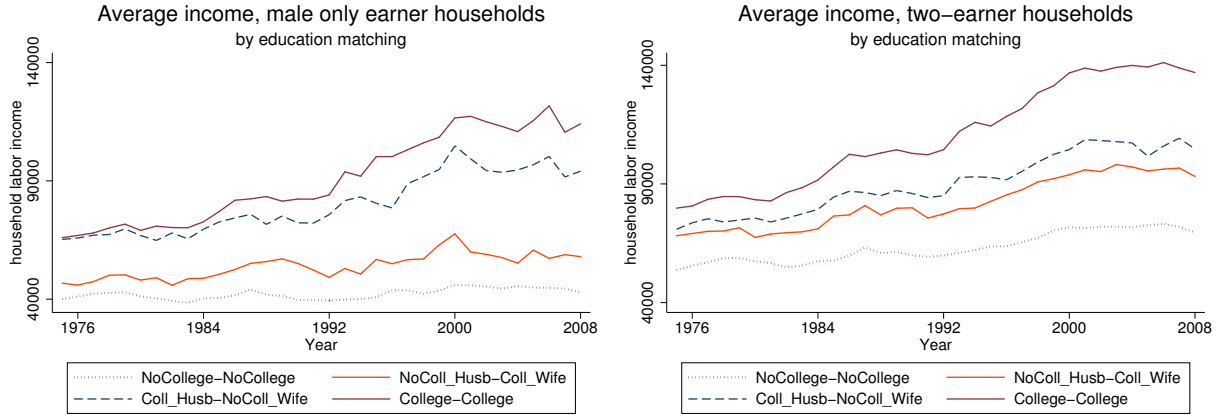 Average income, male only earner households
by education matching
household labor income
140000
90000
40000
1976
1984
1992
2000
2008
Year
NoCollege−NoCollege
NoColl_Husb−Coll_Wife
Coll_Husb−NoColl_Wife
College−College
Average income, two−earner households
by education matching
household labor income
140000
90000
40000
1976
1984
1992
2000
2008
Year
NoCollege−NoCollege
NoColl_Husb−Coll_Wife
Coll_Husb−NoColl_Wife
College−College